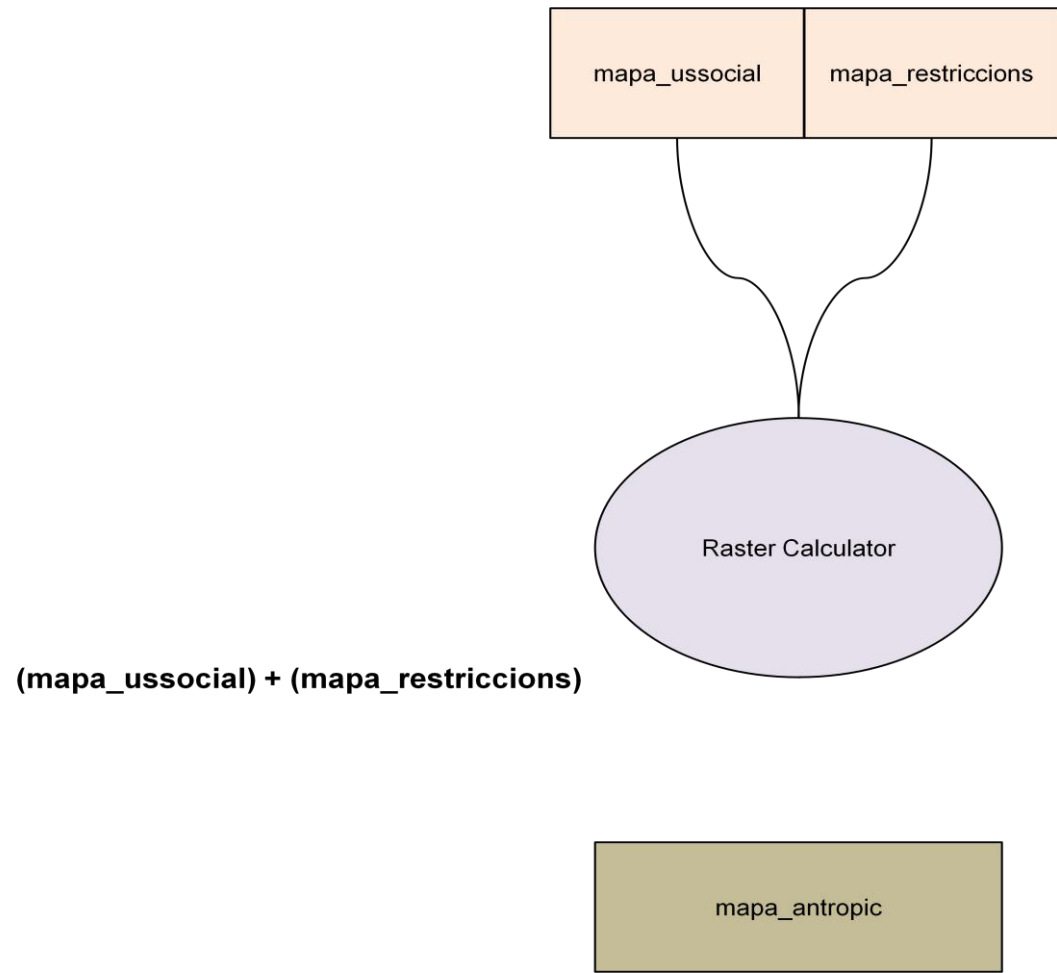 mapa_ussocial
mapa_restriccions
Raster Calculator
(mapa_ussocial) + (mapa_restriccions)
mapa_antropic